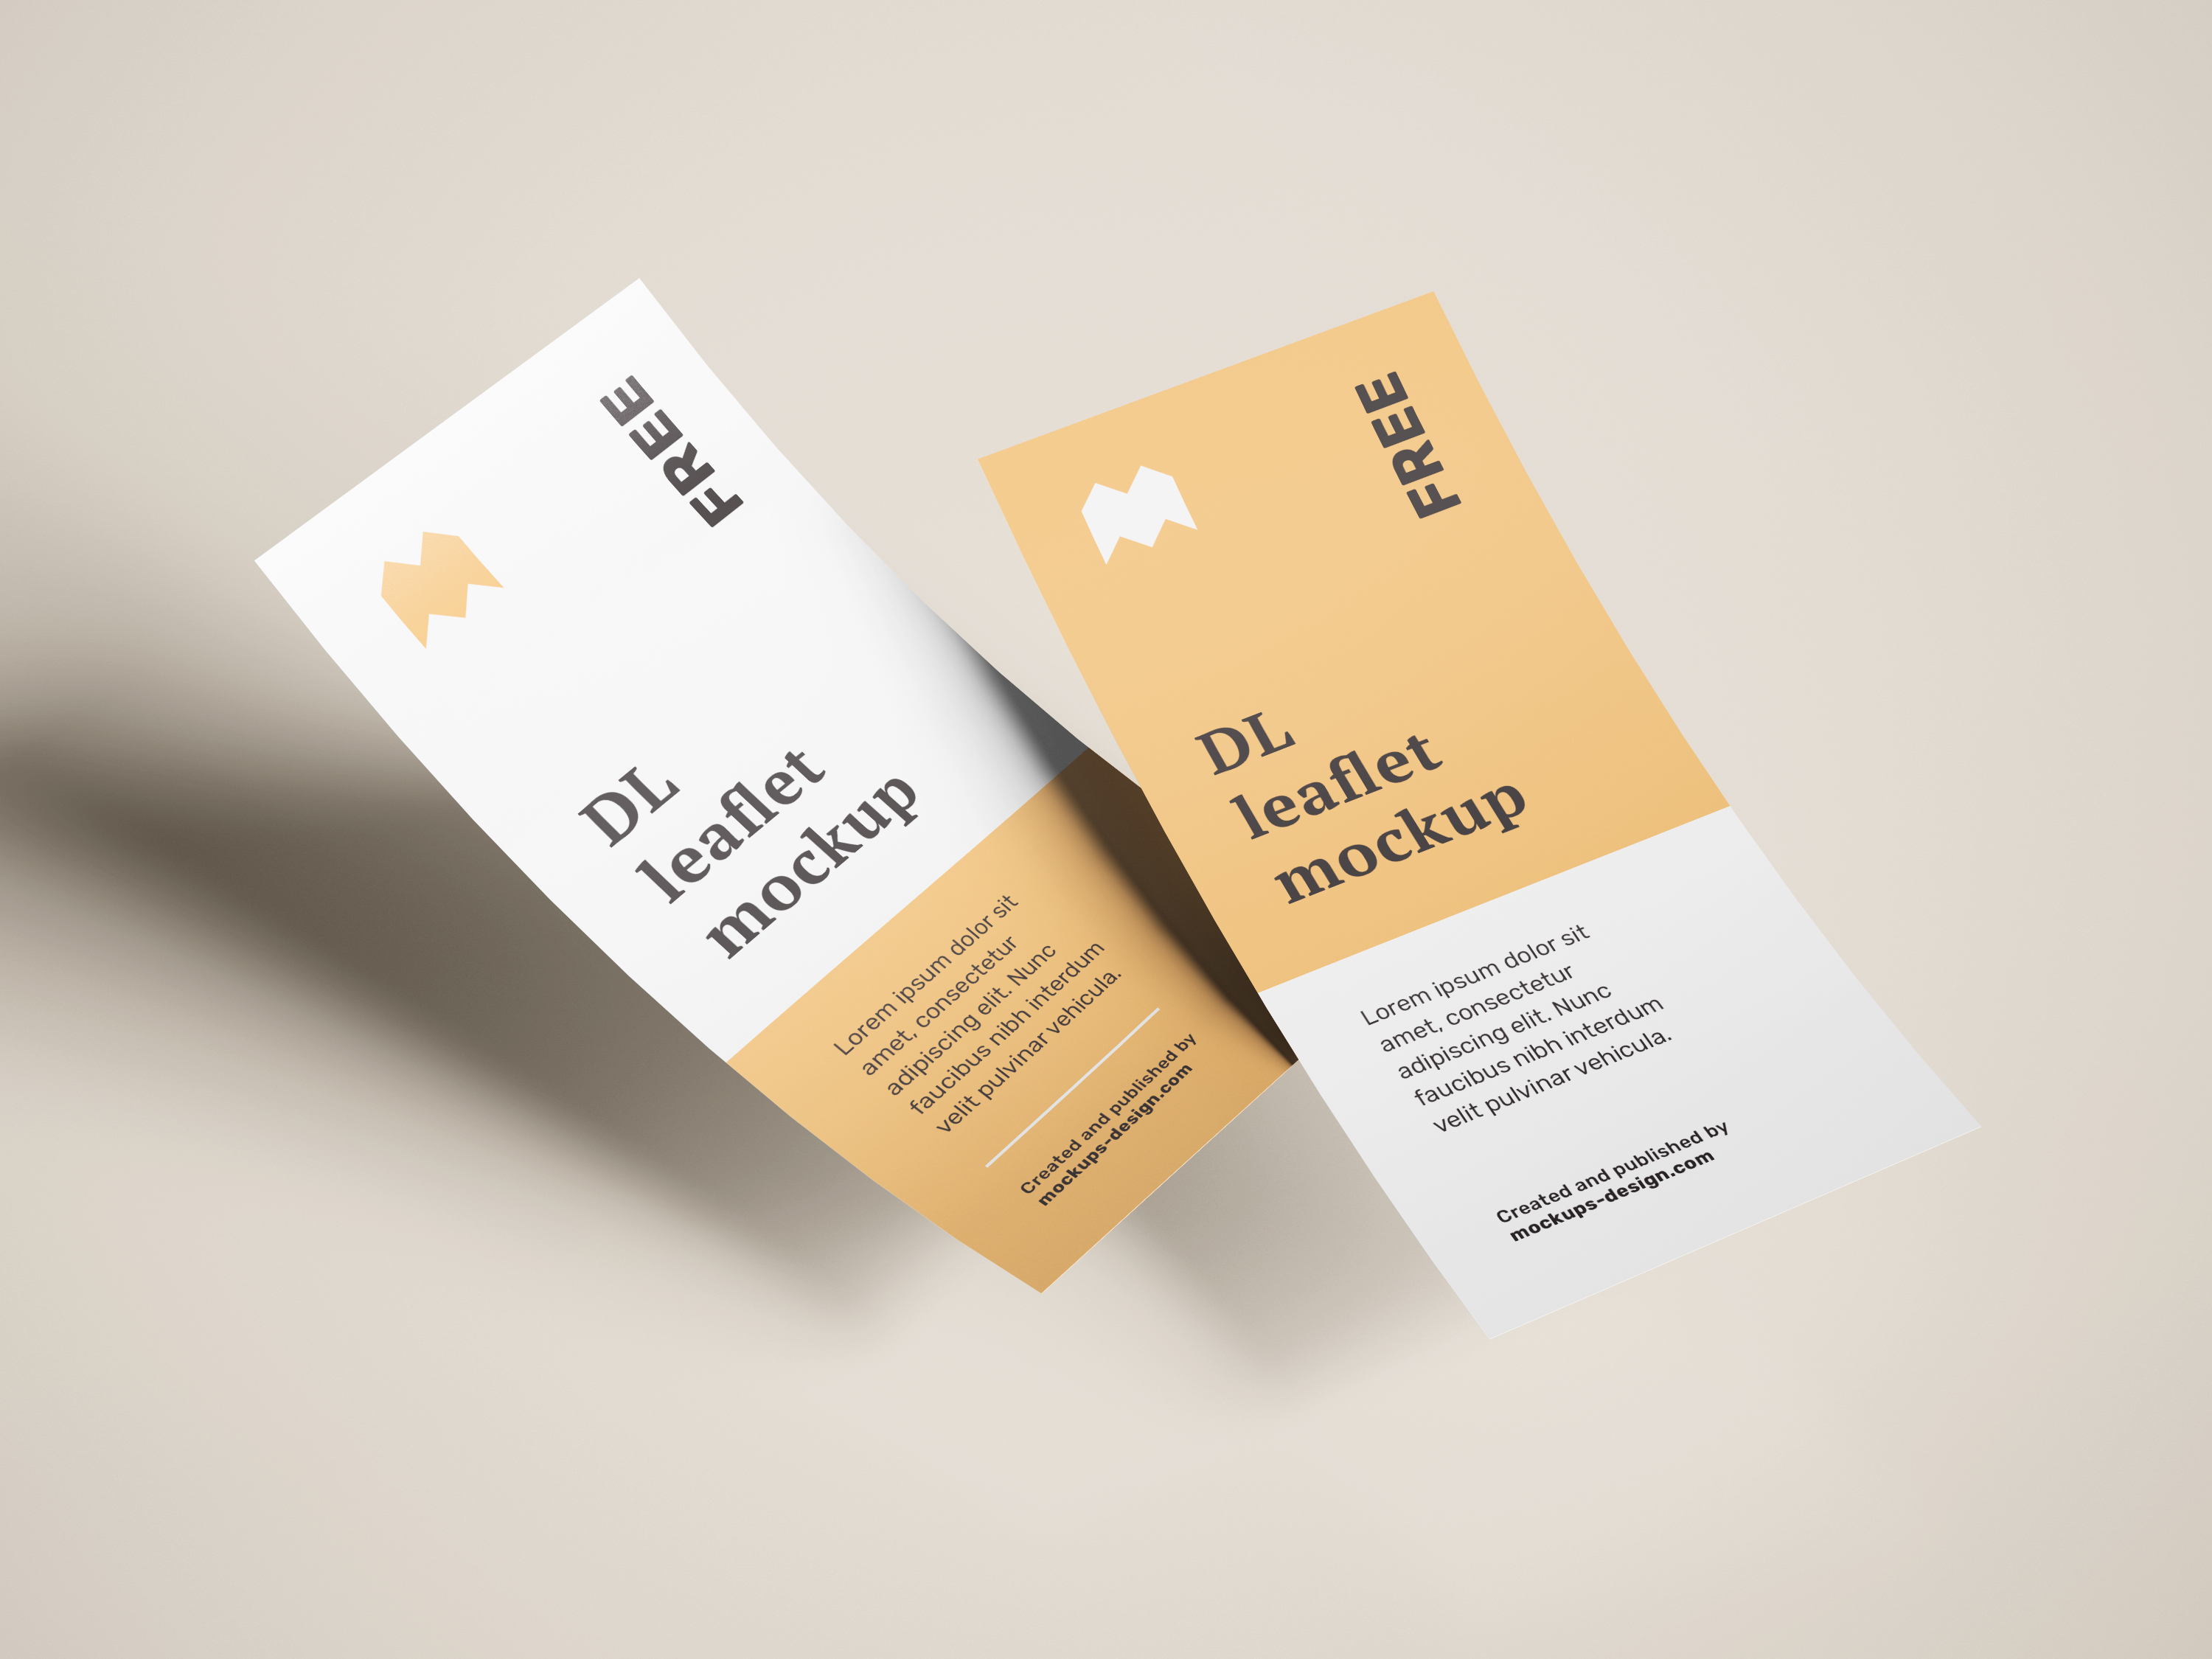 FREE
DL
leaflet
mockup
Lorem ipsum dolor sit
amet, consectetur
adipiscing elit. Nunc
faucibus nibh interdum
velit pulvinar vehicula.
Created and published by
mockups-design.com
FREE
DL
leaflet
mockup
Lorem ipsum dolor sit
amet, consectetur
adipiscing elit. Nunc
faucibus nibh interdum
velit pulvinar vehicula.
Created and published by
mockups-design.com